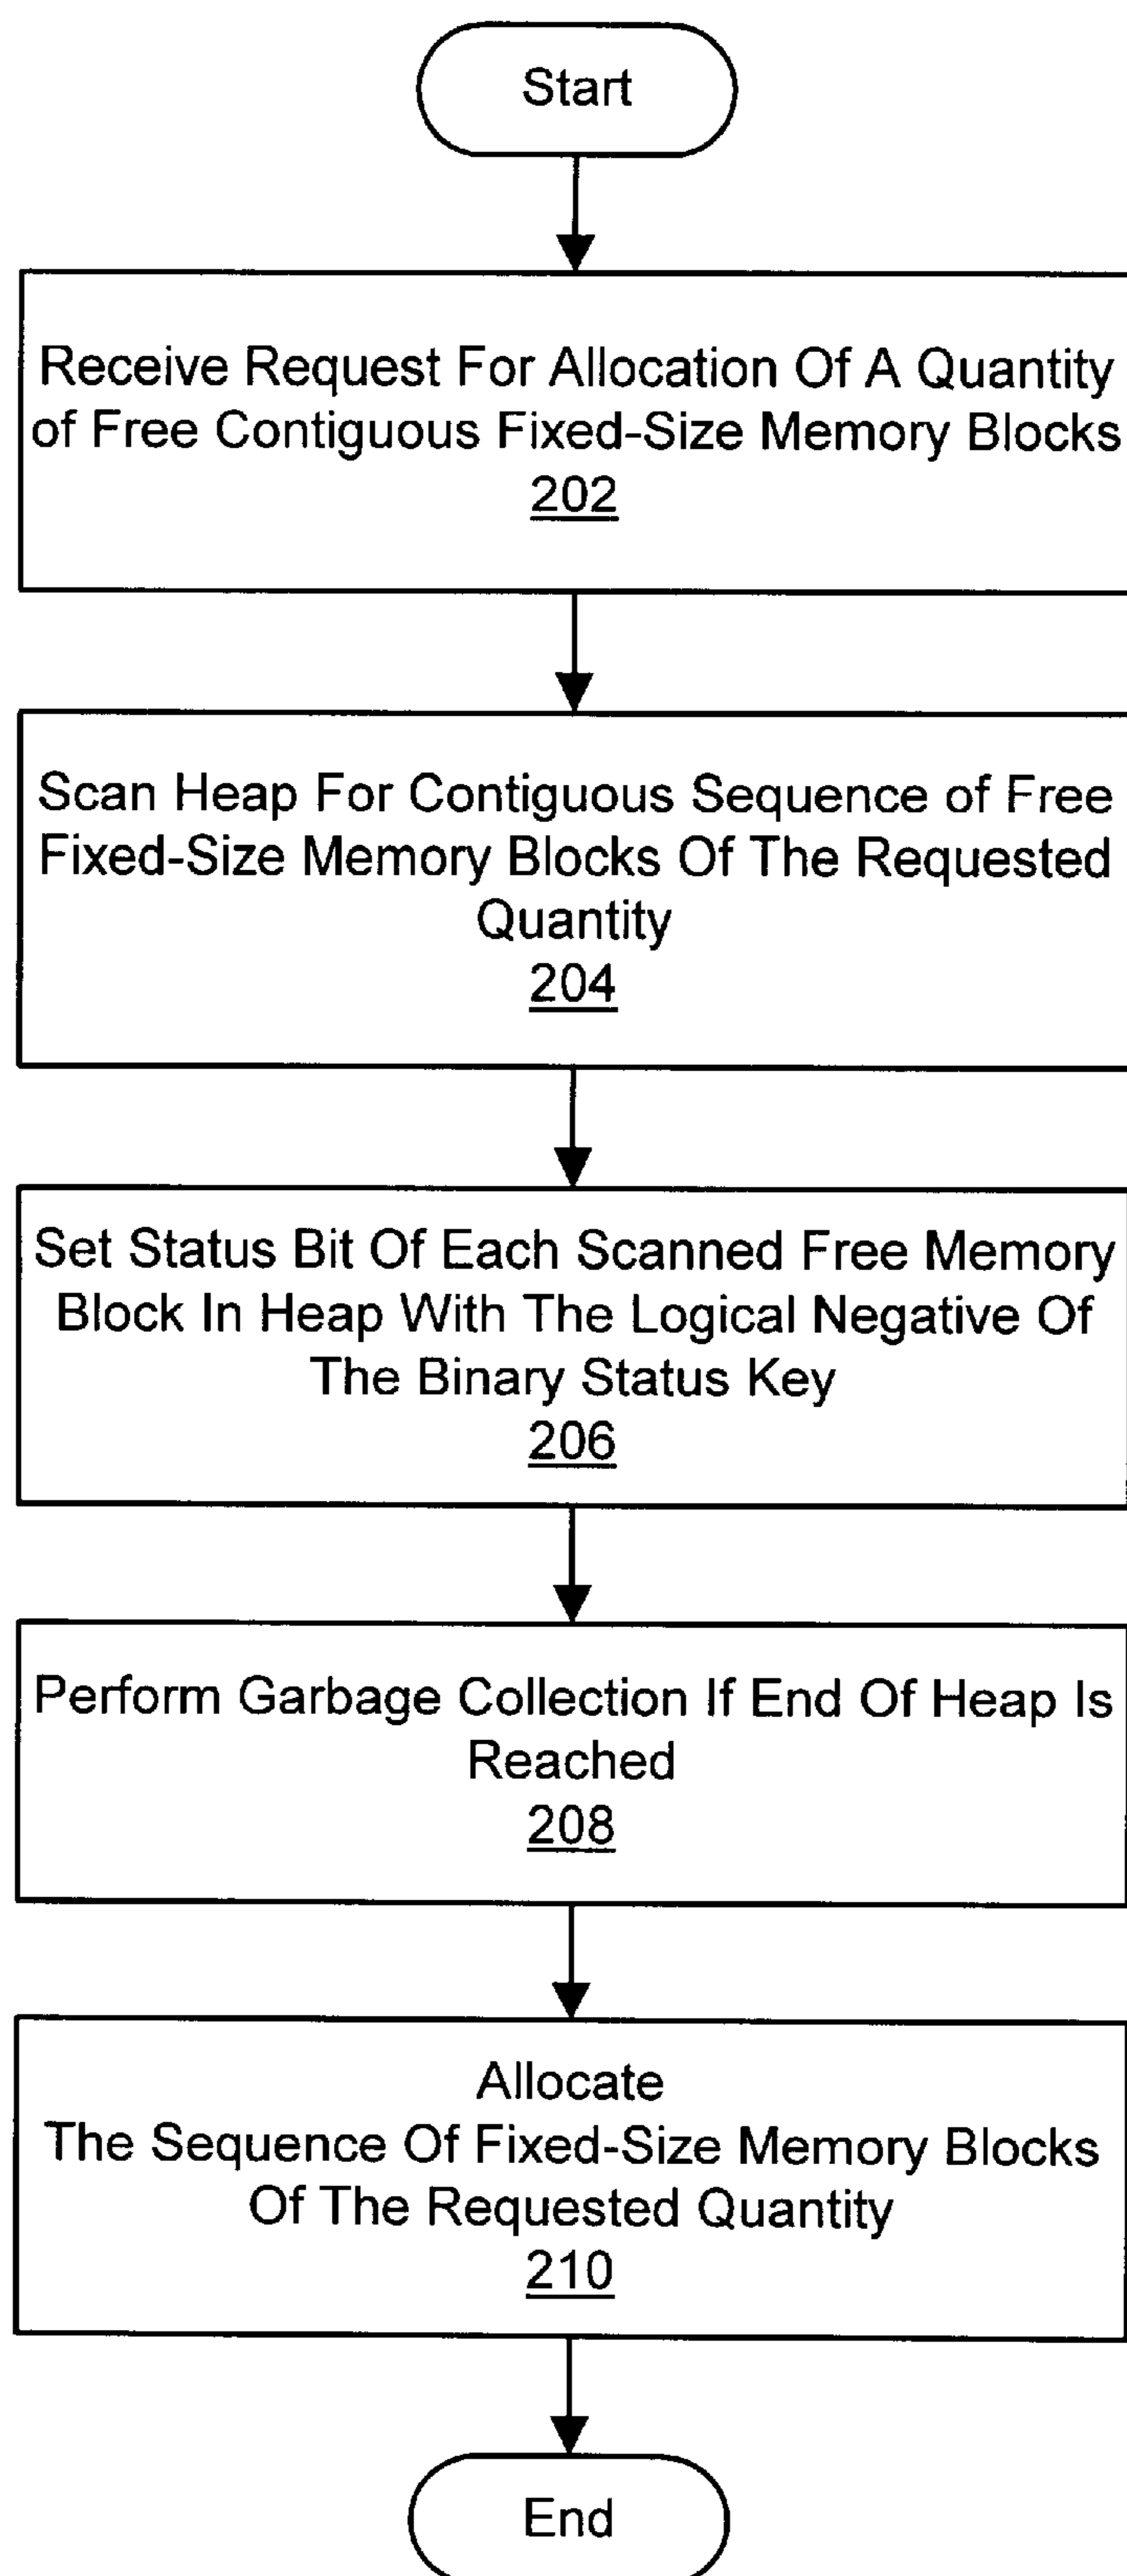 Start
Receive Request For Allocation Of A Quantity
of Free Contiguous Fixed-Size Memory Blocks
202
Scan Heap For Contiguous Sequence of Free
Fixed-Size Memory Blocks Of The Requested
Quantity
204
Set Status Bit Of Each Scanned Free Memory
Block In Heap With The Logical Negative Of
The Binary Status Key
206
Perform Garbage Collection If End Of Heap Is
Reached
208
Allocate
The Sequence Of Fixed-Size Memory Blocks
Of The Requested Quantity
210
End